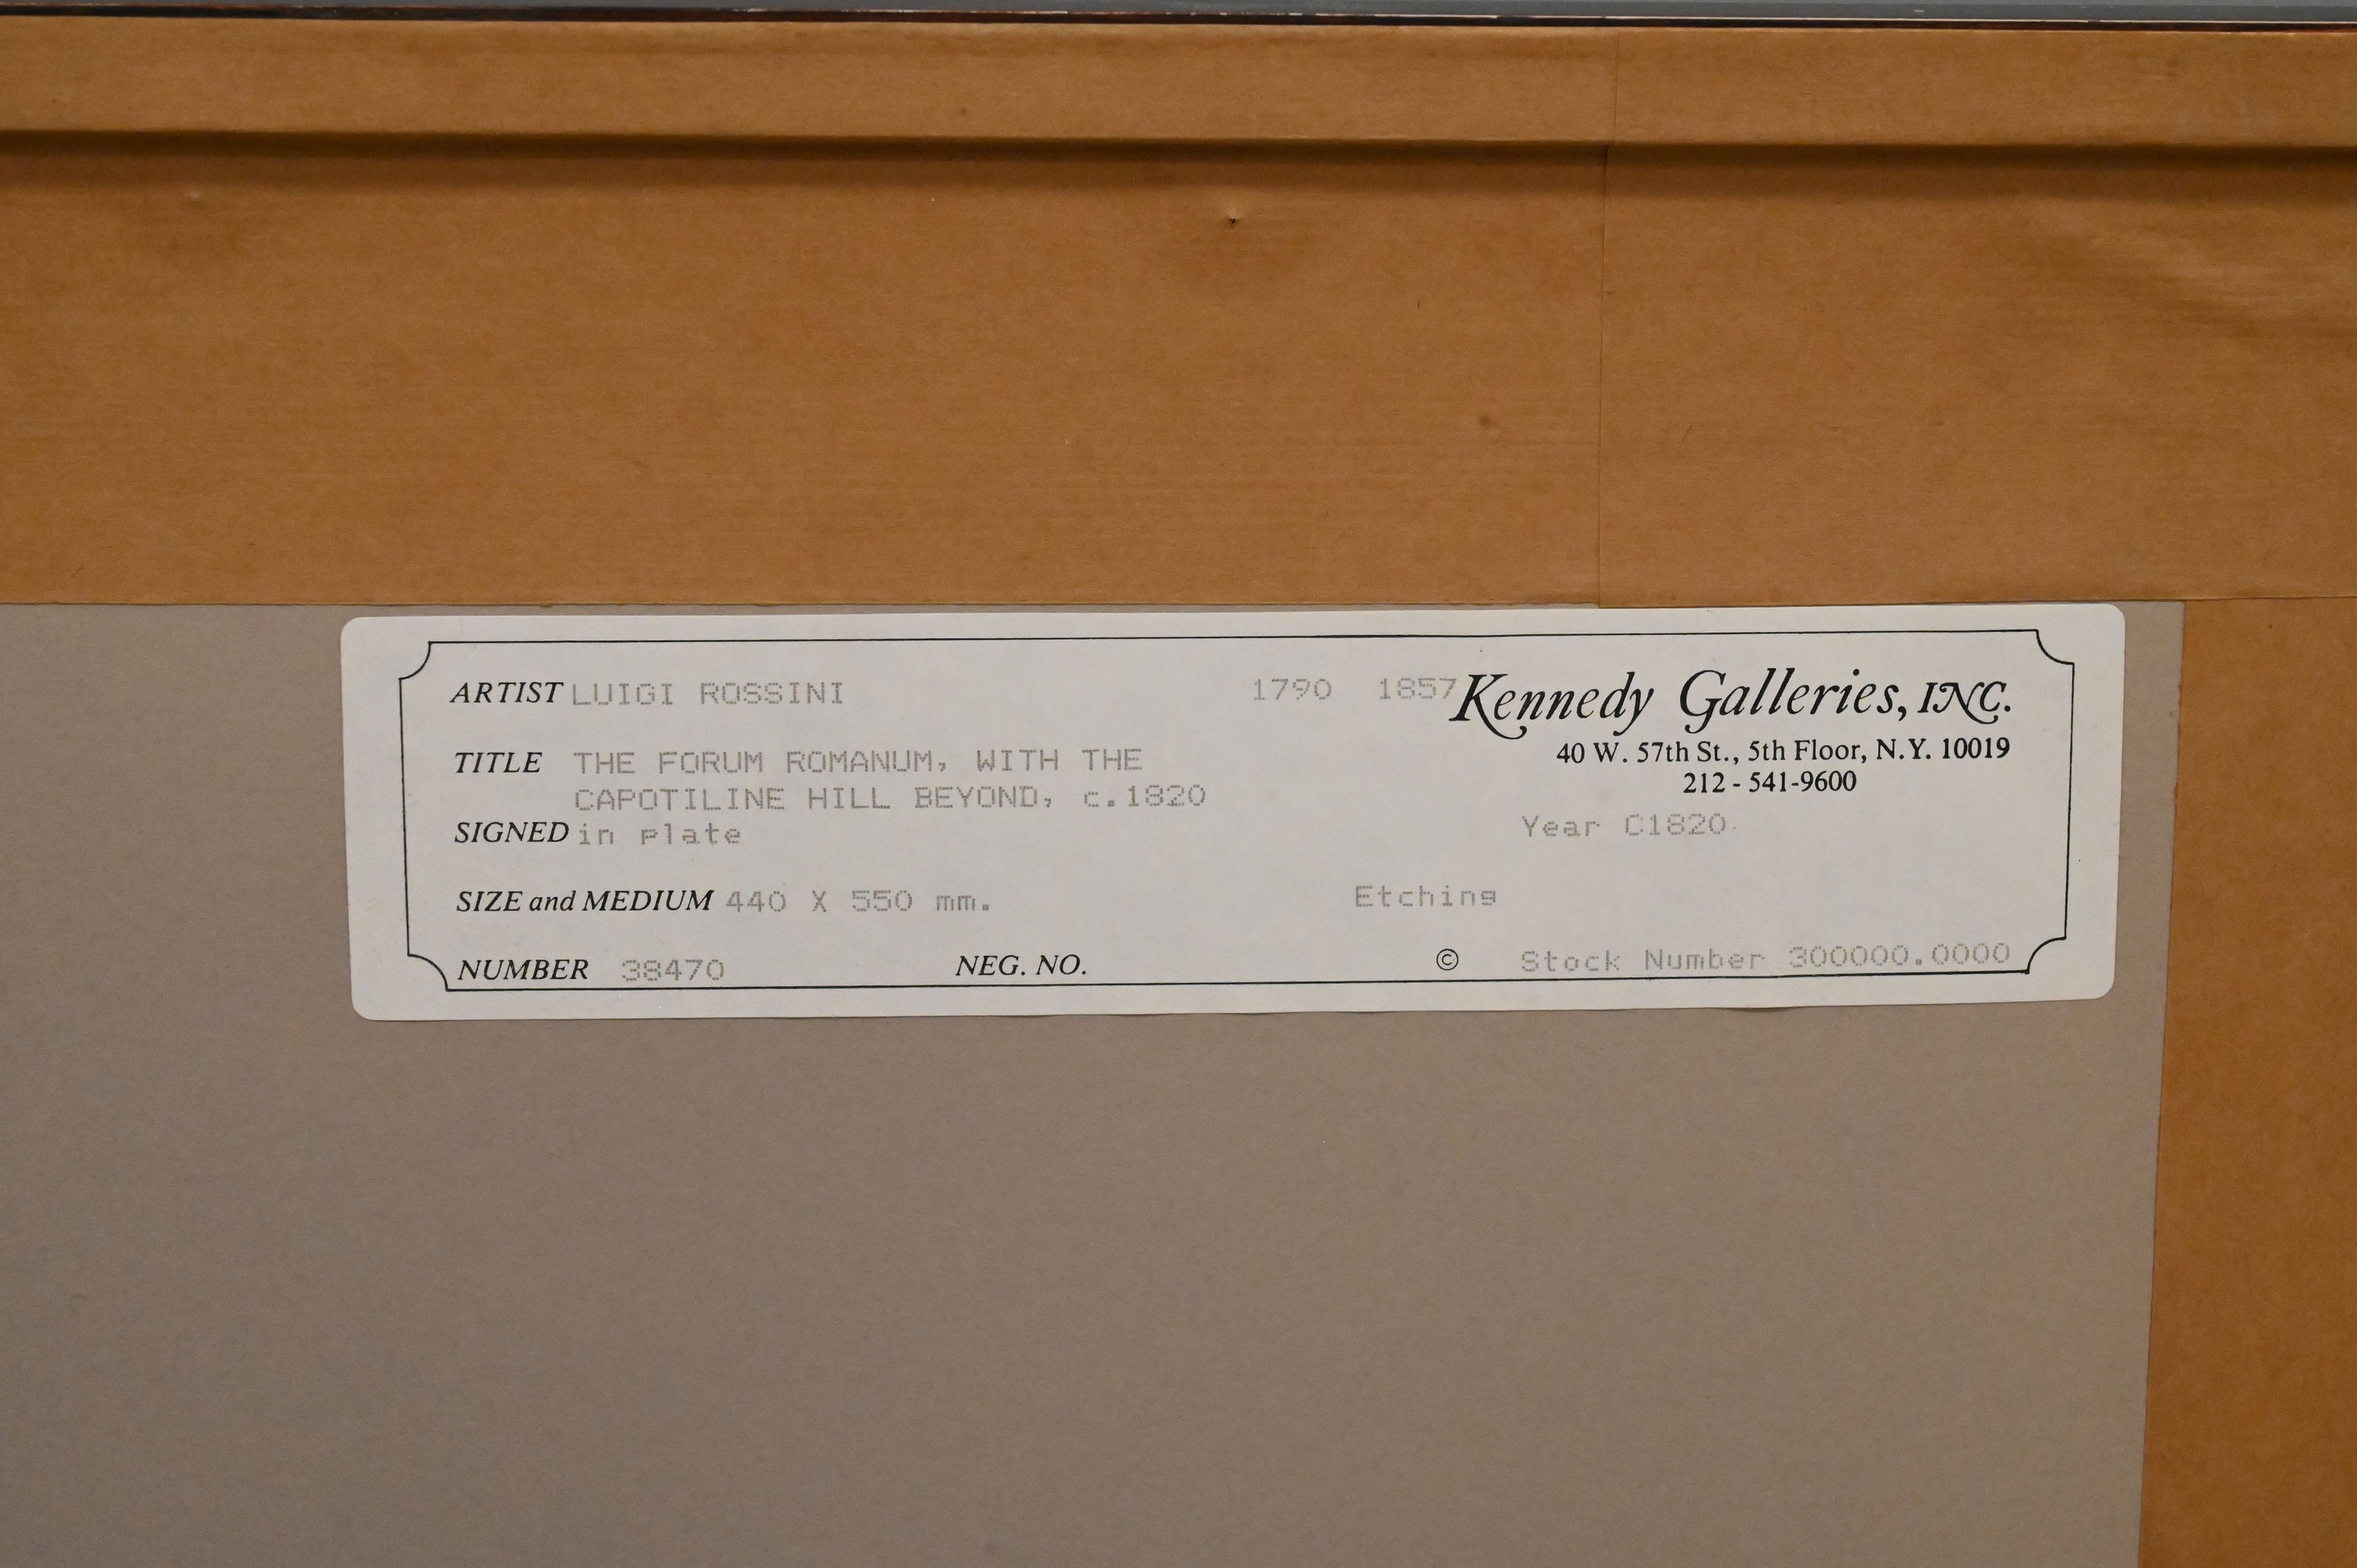 ARTIST LUIGI ROSSINI 1790 1857 Kennedy Galleries, INC.
40 W. 57th St., 5th Floor, N.Y. 10019
TITLE THE FORUM ROMANUM, WITH THE
212 - 541-9600
CAPOTILINE HILL BEYOND, c.1820
SIGNED in plate Year C1820
SIZE and MEDIUM 440 X 550 mm. Etching
NUMBER 38470 NEG. NO. © Stock Number 300000.0000